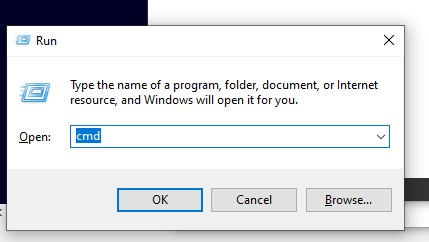 Run
Type the name of a program, folder, document, or Internet
resource, and Windows will open it for you.
Open: cmd
OK Cancel Browse...